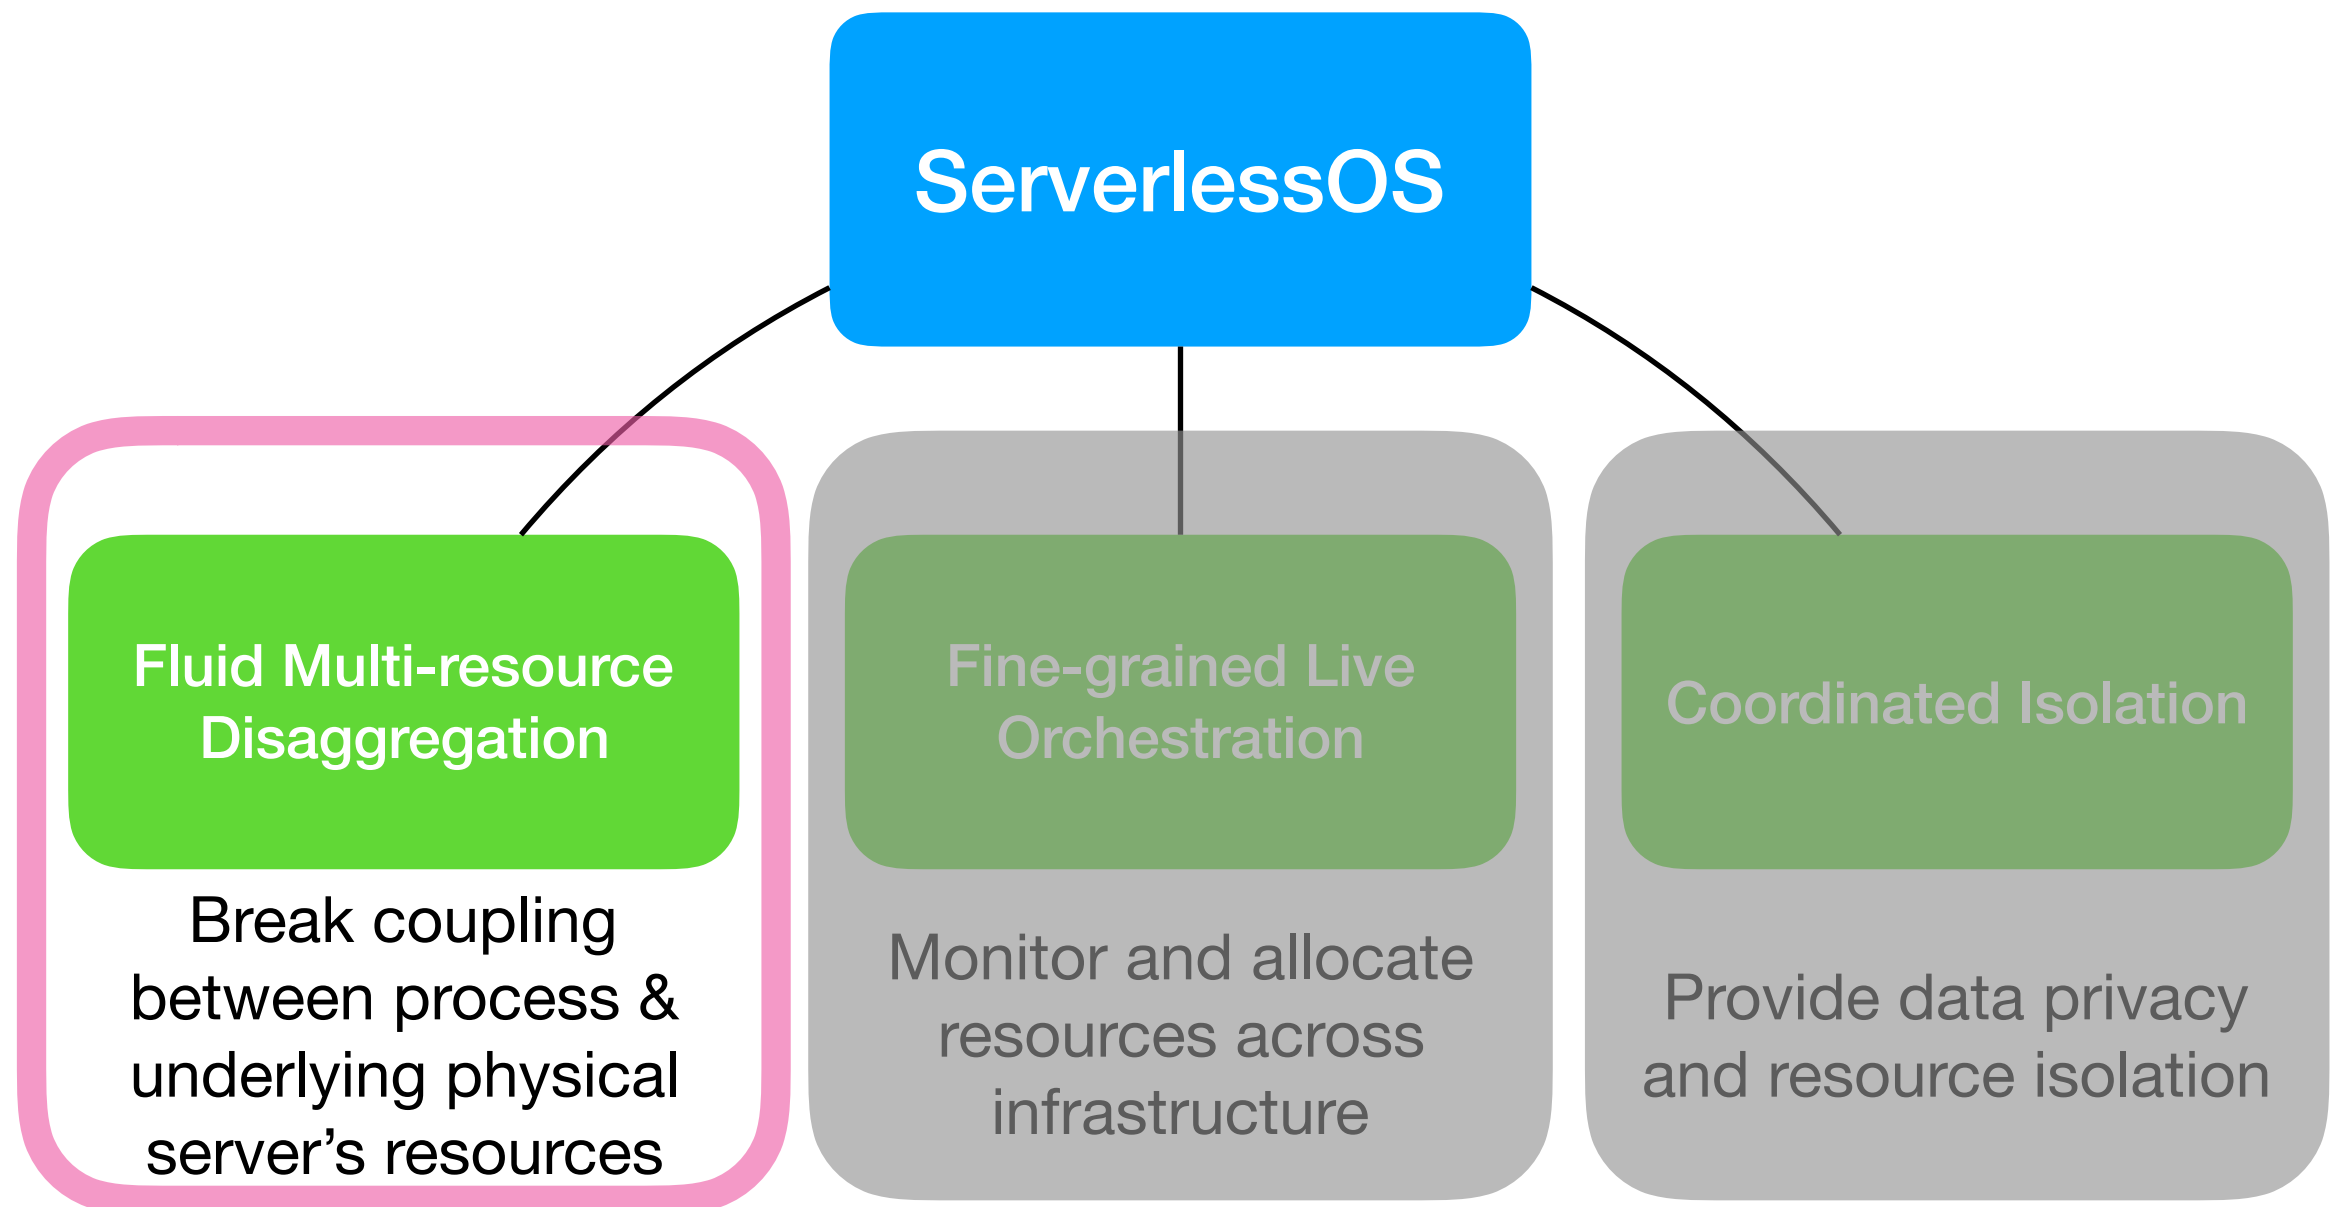 ServerlessOS
Fluid Multi-resource
Disaggregation
Break coupling
between process &
underlying physical
server’s resources
Fine-grained Live
Orchestration
Monitor and allocate
resources across
infrastructure
Coordinated Isolation
Provide data privacy
and resource isolation